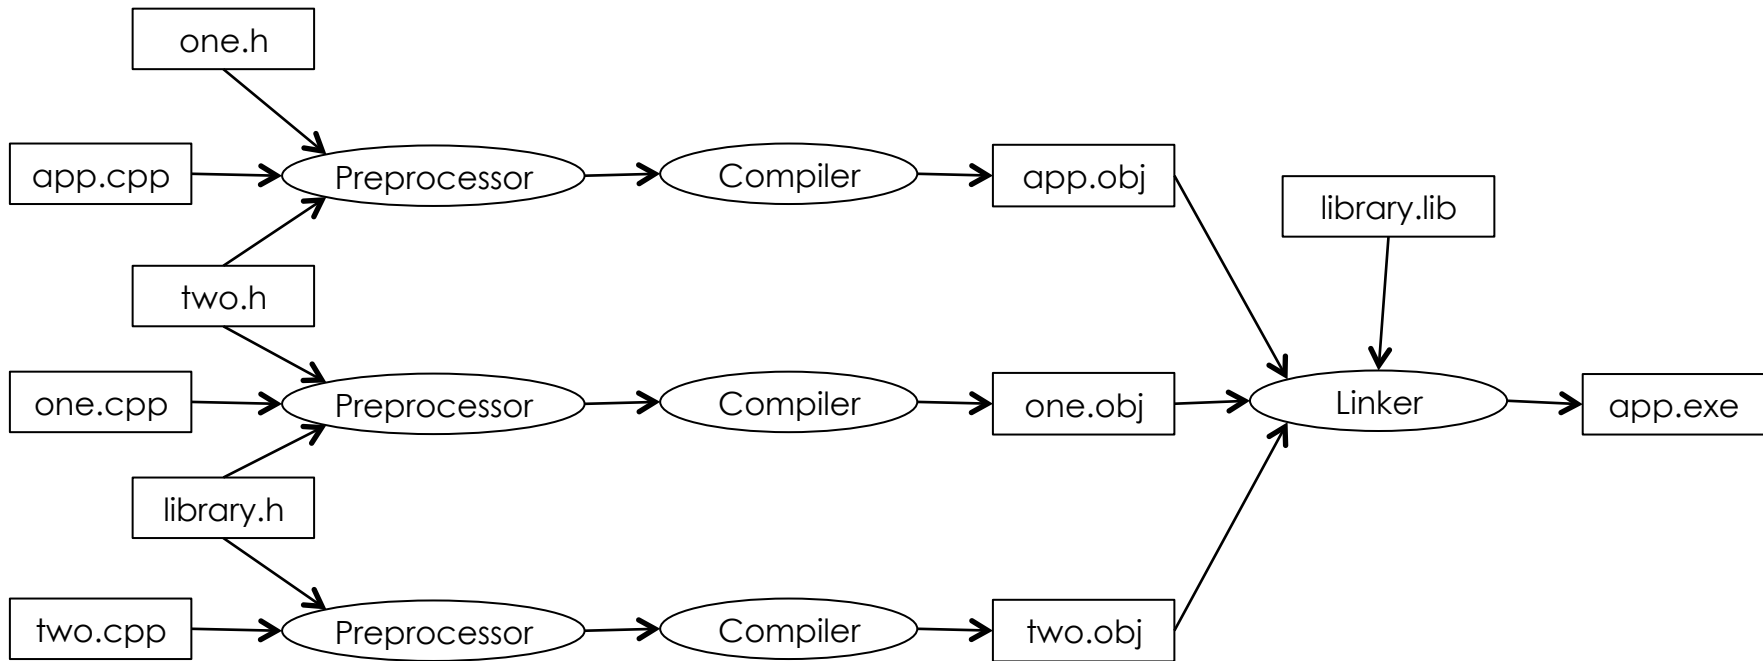 one.h
app.cpp
Preprocessor
Compiler
app.obj
library.lib
two.h
one.cpp
Preprocessor
Compiler
one.obj
Linker
app.exe
library.h
two.cpp
Preprocessor
Compiler
two.obj